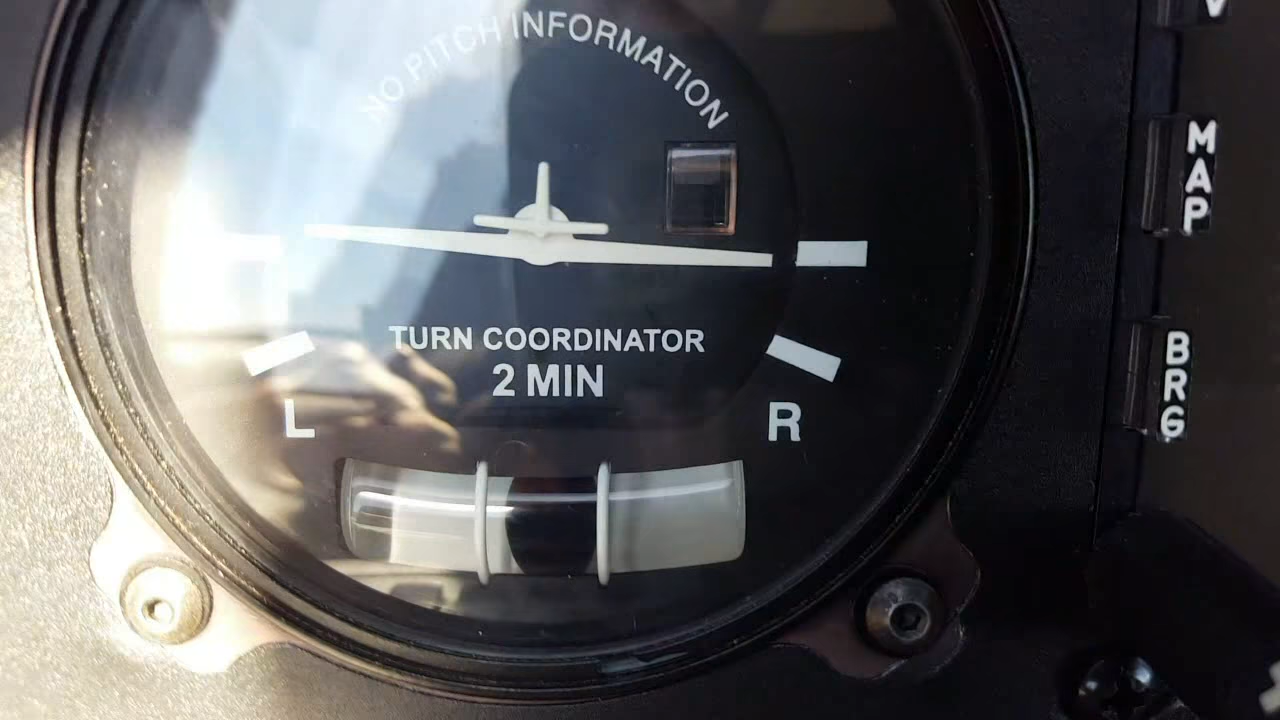 NO PITCH INFORMATION
TURN COORDINATOR
2 MIN
L
R
MAP
BRG